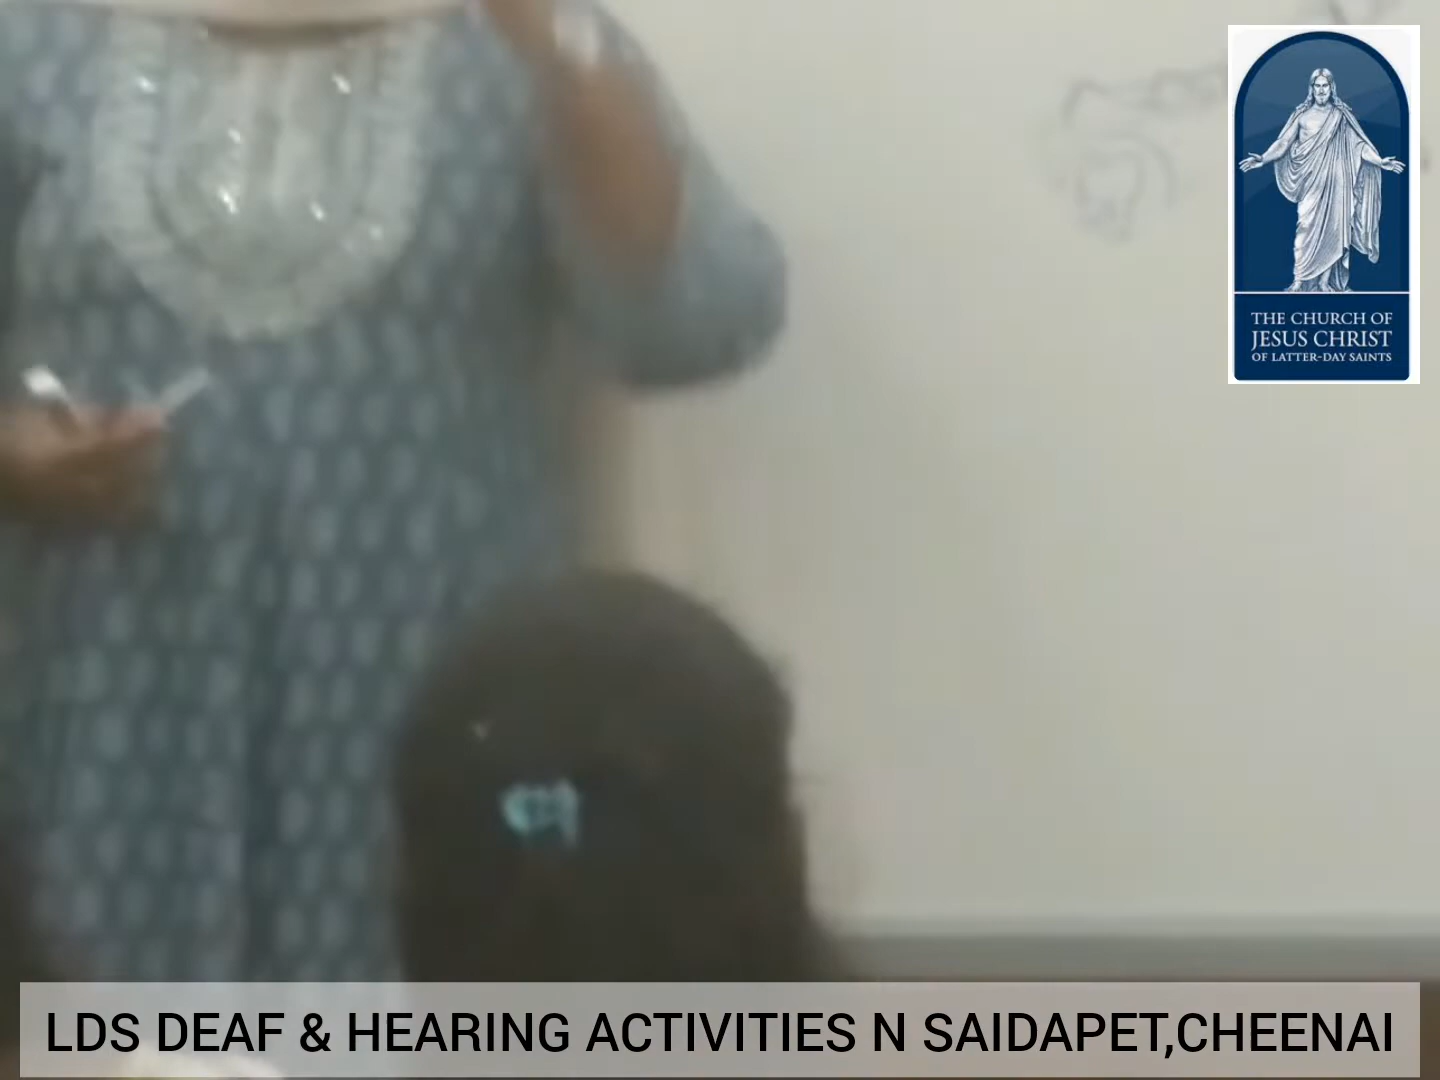 THE CHURCH OF
JESUS CHRIST
OF LATTER-DAY SAINTS
LDS DEAF & HEARING ACTIVITIES N SAIDAPET,CHEENAI